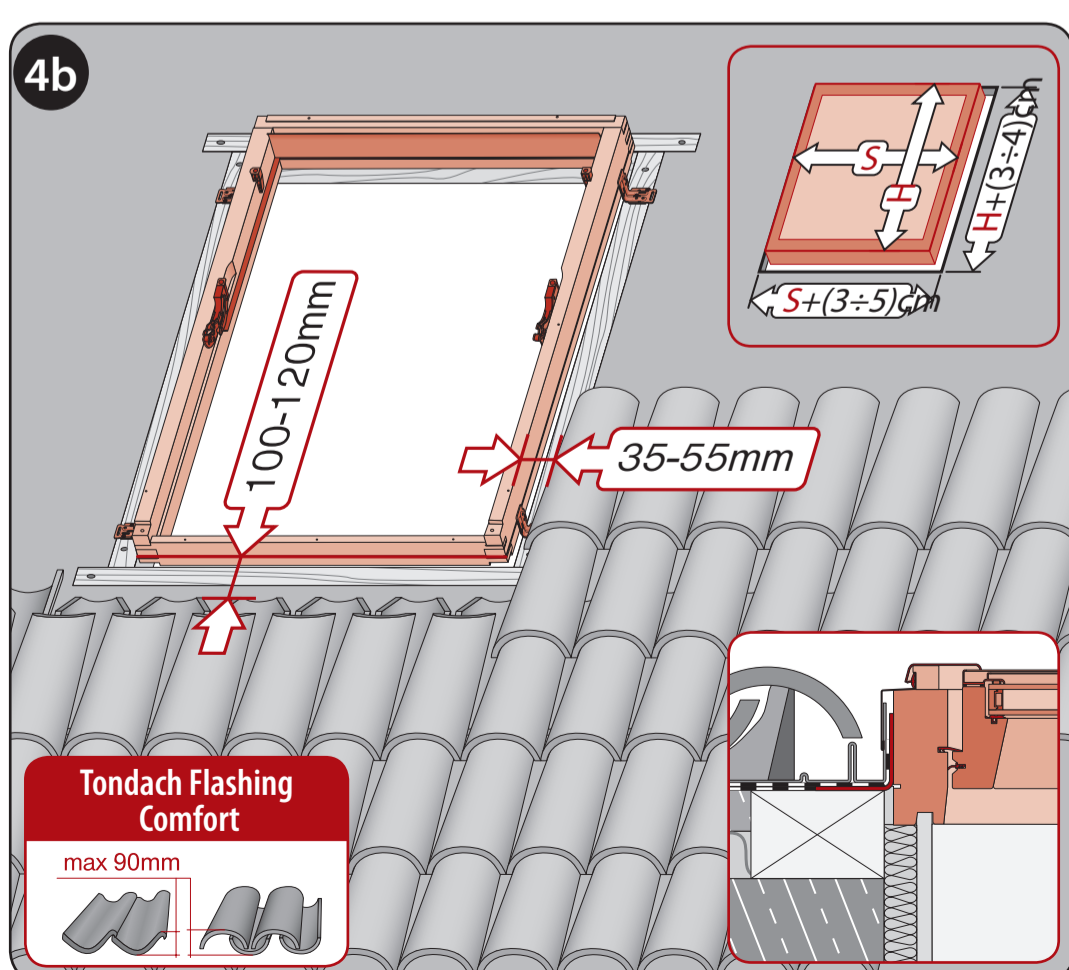 4b
S
H
H+(3÷4)cm
S+(3÷5)cm
100-120mm
35-55mm
Tondach Flashing
Comfort
max 90mm